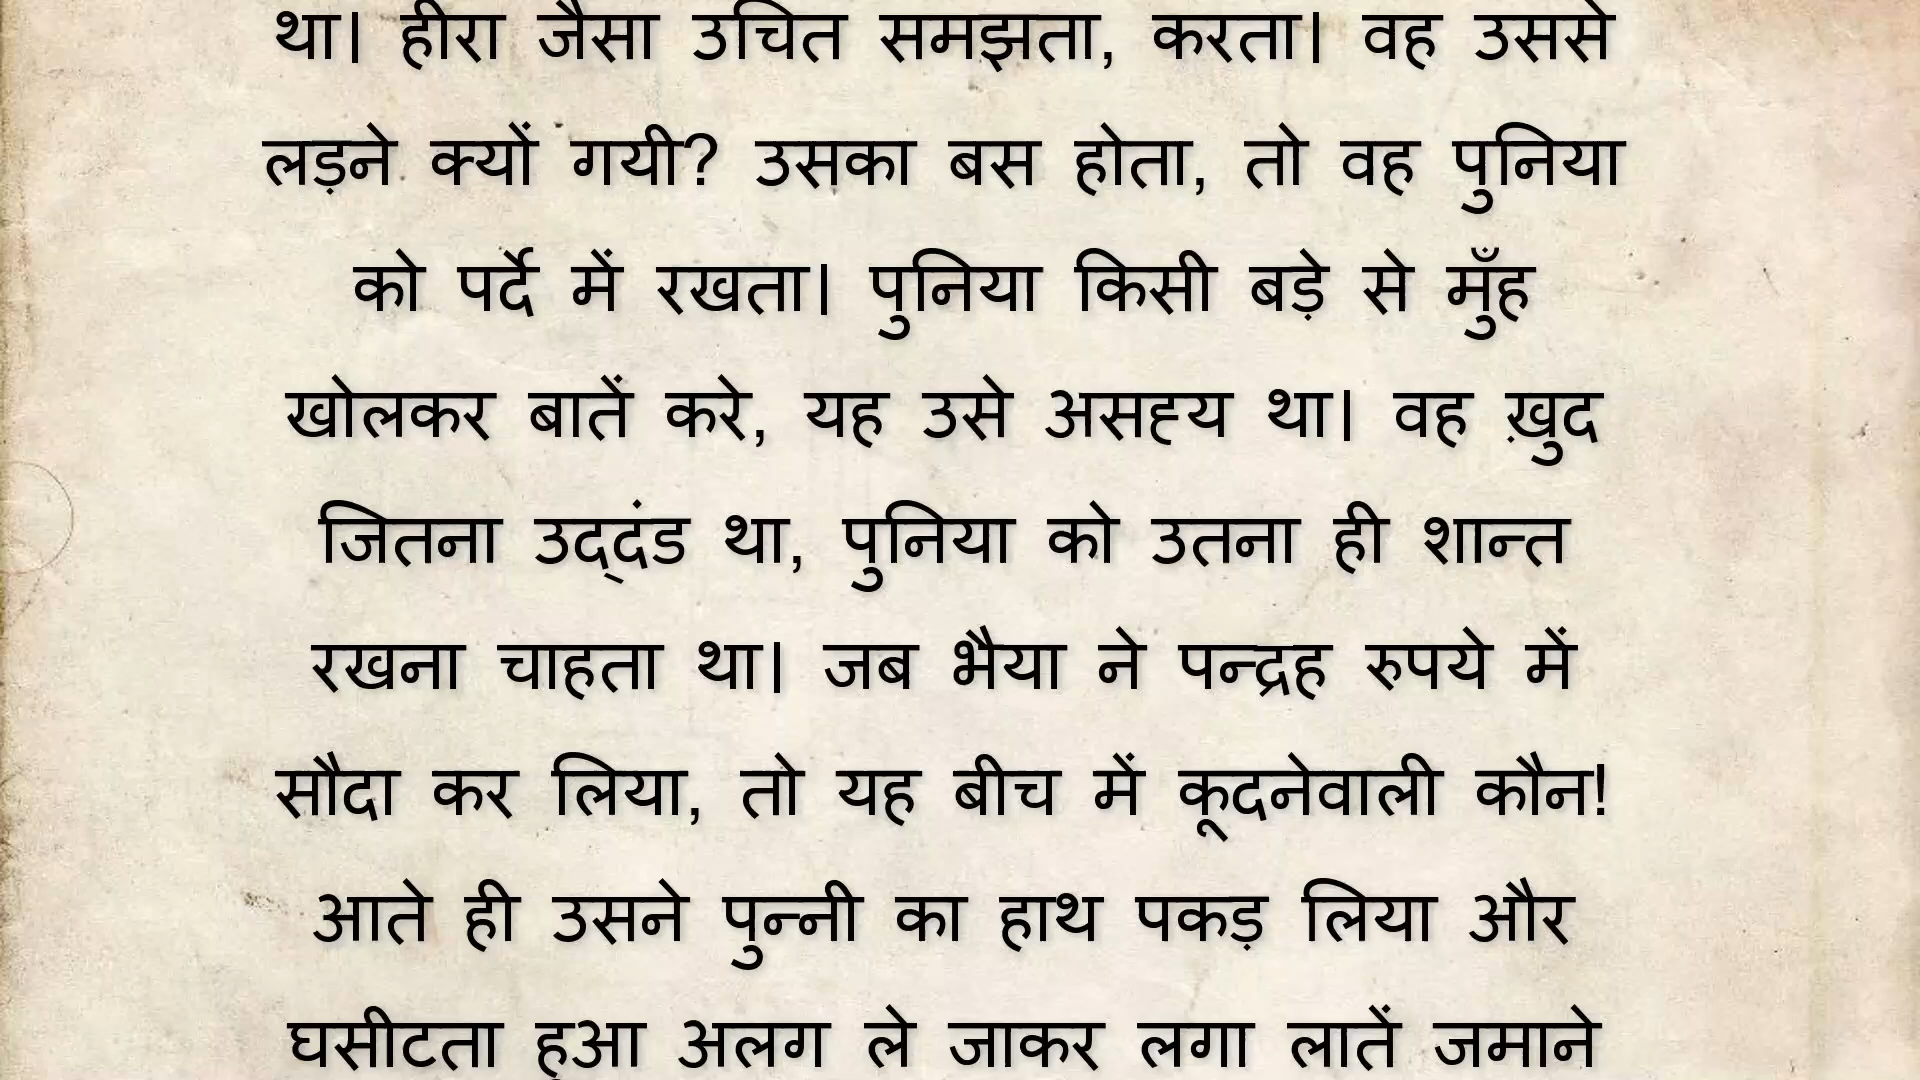 था। हीरा जैसा उचित समझता, करता। वह उससे
लड़ने क्यों गयी? उसका बस होता, तो वह पुनिया
को पर्दे में रखता। पुनिया किसी बड़े से मुँह
खोलकर बातें करे, यह उसे असह्य था। वह ख़ुद
जितना उद्दंड था, पुनिया को उतना ही शान्त
रखना चाहता था। जब भैया ने पन्द्रह रुपये में
सौदा कर लिया, तो यह बीच में कूदनेवाली कौन!
आते ही उसने पुन्नी का हाथ पकड़ लिया और
घसीटता हुआ अलग ले जाकर लगा लातें जमाने